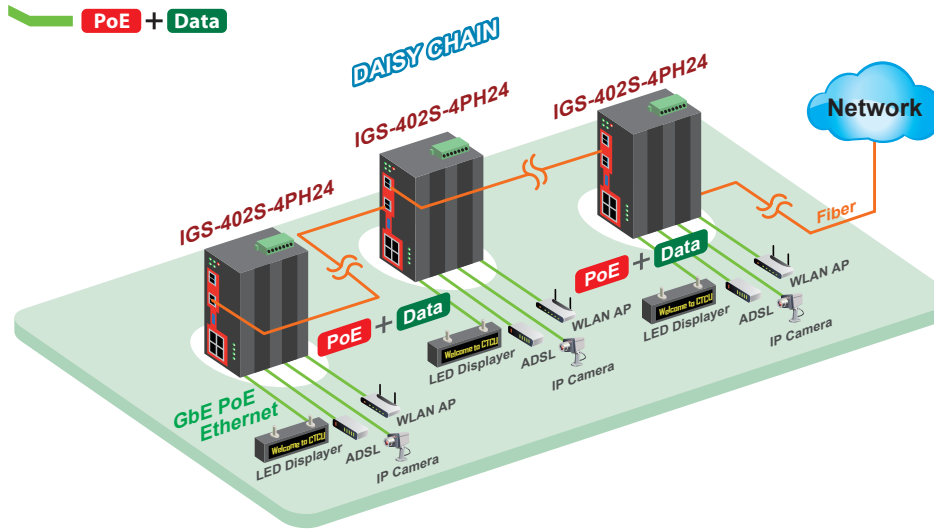 PoE + Data
DAISY CHAIN
IGS-402S-4PH24
IGS-402S-4PH24
IGS-402S-4PH24
Network
Fiber
PoE + Data
WLAN AP
ADSL
LED Displayer
Welcome to CTCU
IP Camera
PoE + Data
WLAN AP
ADSL
LED Displayer
Welcome to CTCU
IP Camera
GbE PoE
Ethernet
WLAN AP
ADSL
LED Displayer
Welcome to CTCU
IP Camera